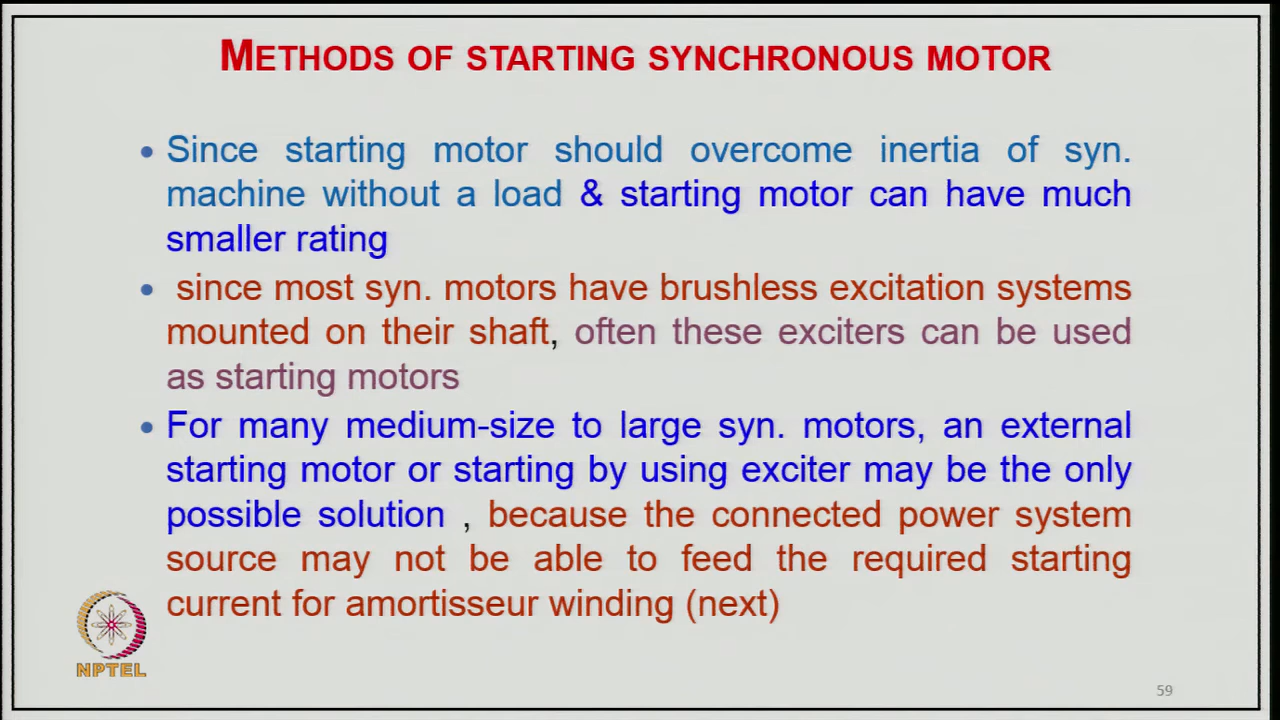 METHODS OF STARTING SYNCHRONOUS MOTOR
• Since starting motor should overcome inertia of syn.
machine without a load & starting motor can have much
smaller rating
• since most syn. motors have brushless excitation systems
mounted on their shaft, often these exciters can be used
as starting motors
• For many medium-size to large syn. motors, an external
starting motor or starting by using exciter may be the only
possible solution , because the connected power system
source may not be able to feed the required starting
current for amortisseur winding (next)
NPTEL
59